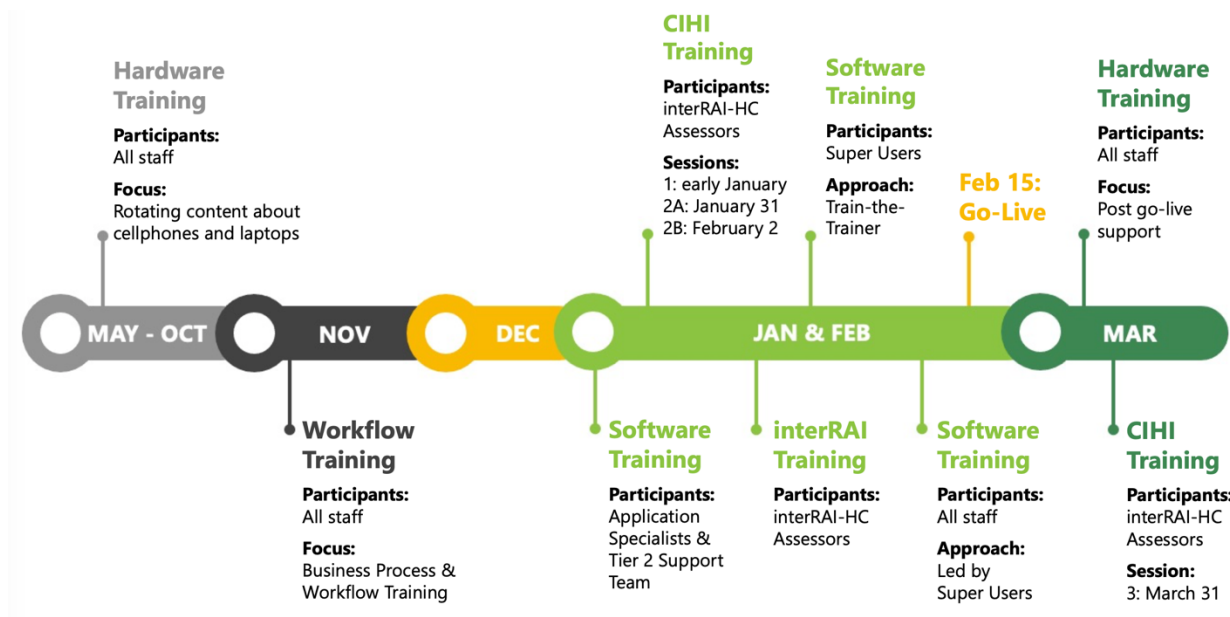 Hardware
Training
Participants:
All staff
Focus:
Rotating content about
cellphones and laptops
CIHI
Training
Participants:
interRAI-HC
Assessors
Sessions:
1: early January
2A: January 31
2B: February 2
Software
Training
Participants:
Super Users
Approach:
Train-the-
Trainer
Feb 15:
Go-Live
Hardware
Training
Participants:
All staff
Focus:
Post go-live
support
MAY - OCT
NOV
DEC
JAN & FEB
MAR
Workflow
Training
Participants:
All staff
Focus:
Business Process &
Workflow Training
Software
Training
Participants:
Application
Specialists &
Tier 2 Support
Team
interRAI
Training
Participants:
interRAI-HC
Assessors
Software
Training
Participants:
All staff
Approach:
Led by
Super Users
CIHI
Training
Participants:
interRAI-HC
Assessors
Session:
3: March 31